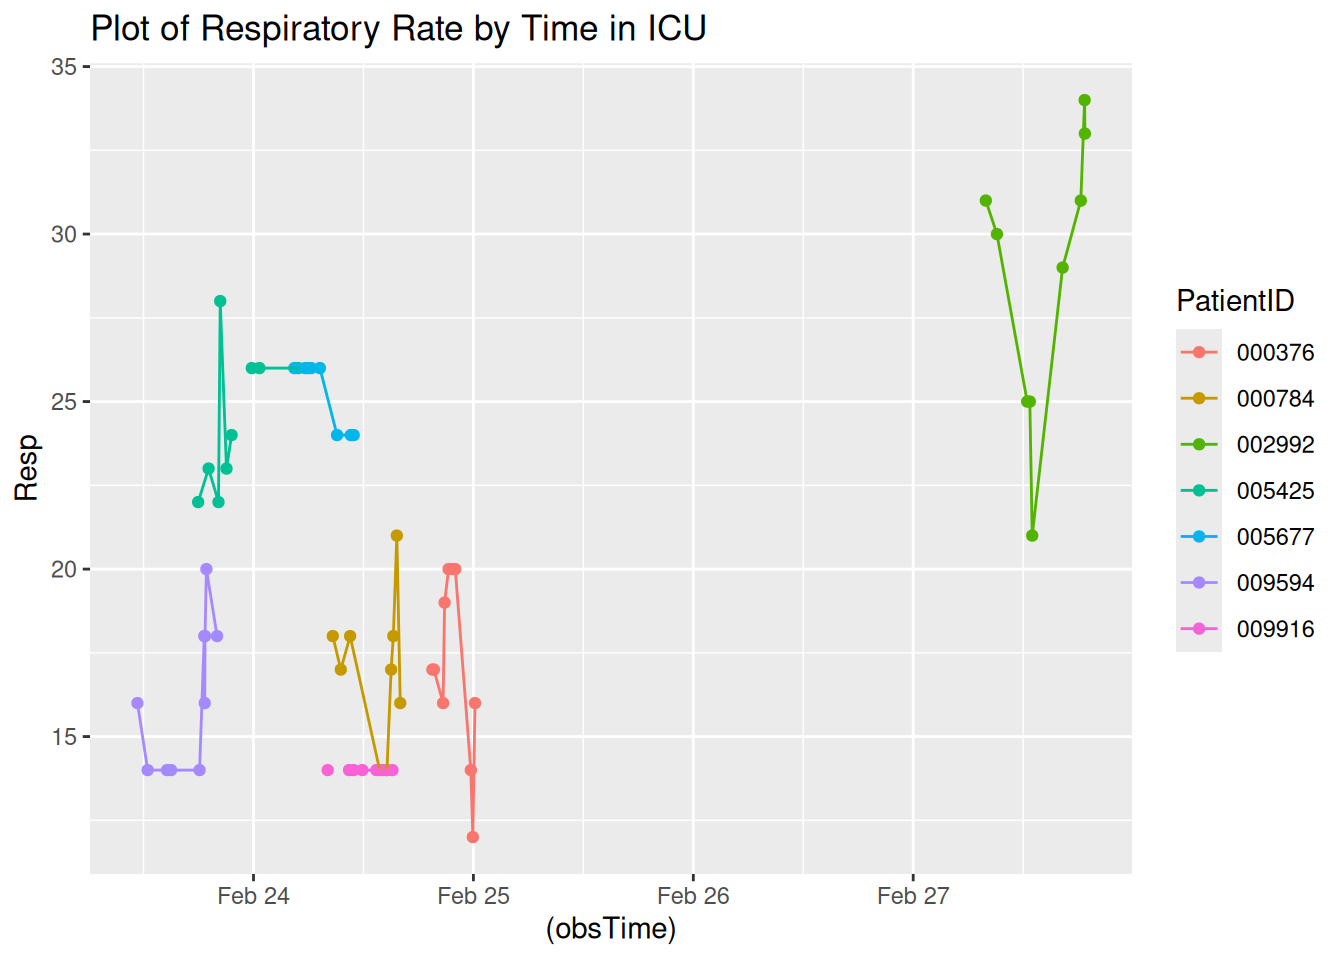 Plot of Respiratory Rate by Time in ICU
35
30
25
20
15
Resp
Feb 24 Feb 25 Feb 26 Feb 27
(obsTime)
PatientID
000376
000784
002992
005425
005677
009594
009916